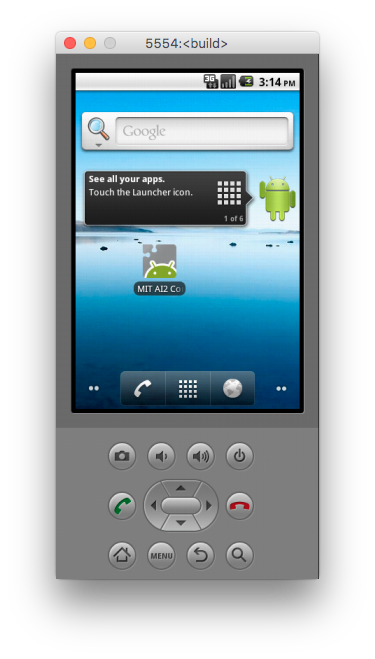 5554:<build>
3G
3:14 PM
Google
See all your apps.
Touch the Launcher icon.
1 of 6
MIT AI2 Co
MENU